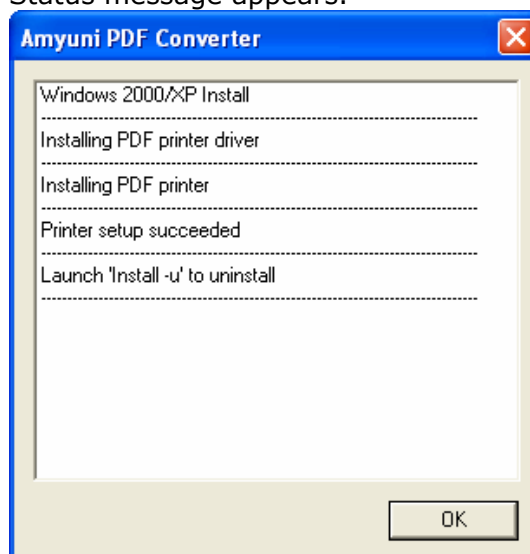 Status message appears:
Amyuni PDF Converter
Windows 2000/XP Install
--------------------------------------------------------------------------------
Installing PDF printer driver
--------------------------------------------------------------------------------
Installing PDF printer
--------------------------------------------------------------------------------
Printer setup succeeded
--------------------------------------------------------------------------------
Launch 'Install -u' to uninstall
--------------------------------------------------------------------------------
OK